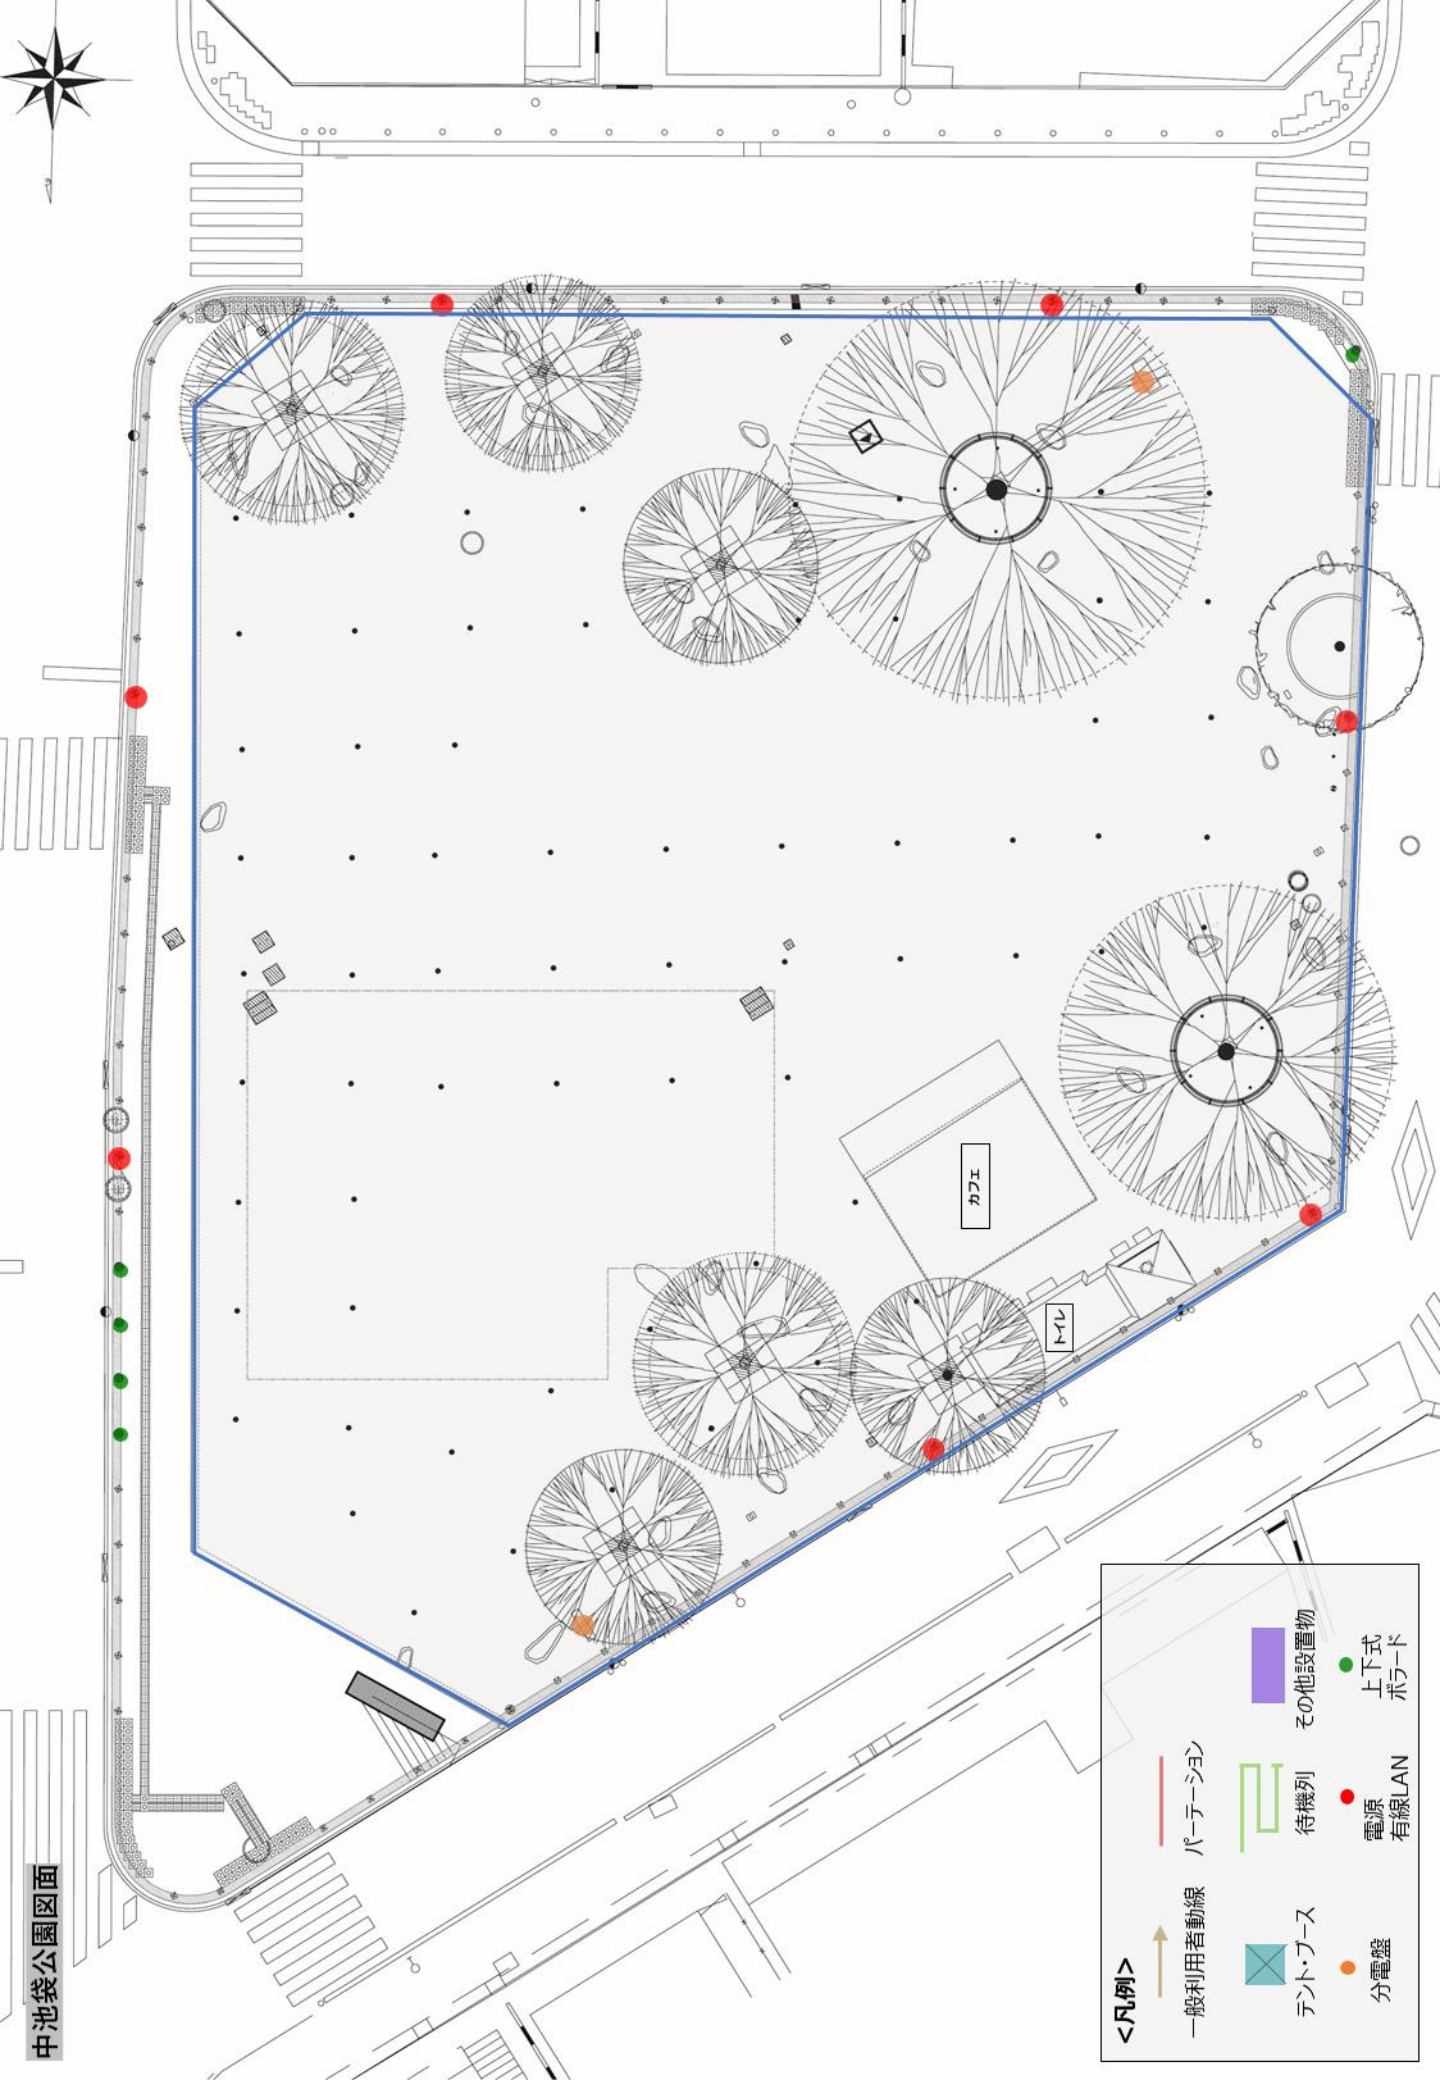 中池袋公園図面
カフェ
トイレ
<凡例>
一般利用者動線
パーテーション
テント・ブース
待機列
その他設置物
分電盤
電源
有線LAN
上下式
ボラード